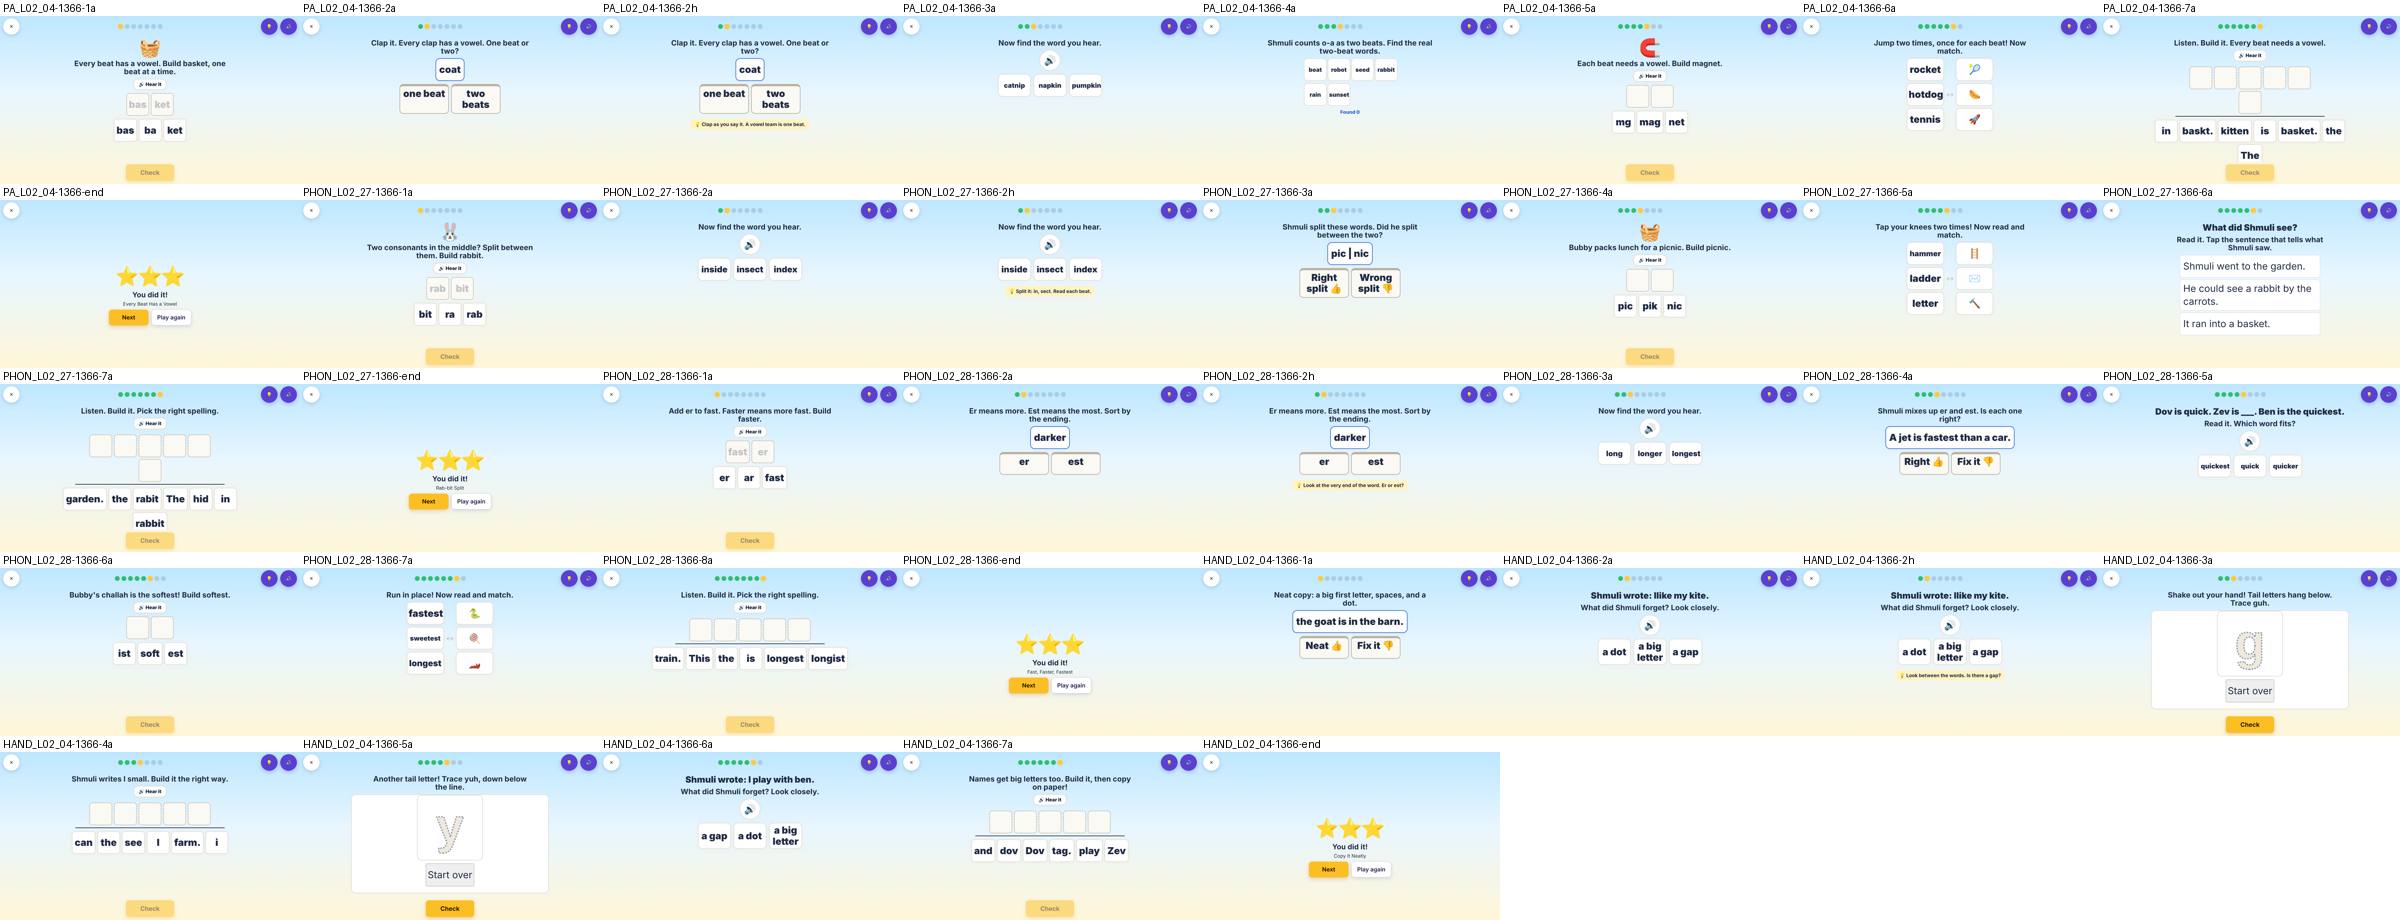 PA_L02_04-1366-1a
Every beat has a vowel. Build basket, one
beat at a time.
Hear it
bas ket
bas ba ket
Check
PA_L02_04-1366-2a
Clap it. Every clap has a vowel. One beat or
two?
coat
one beat two
beats
PA_L02_04-1366-2h
Clap it. Every clap has a vowel. One beat or
two?
coat
one beat two
beats
Clap as you say it. A vowel team is one beat.
PA_L02_04-1366-3a
Now find the word you hear.
catnip napkin pumpkin
PA_L02_04-1366-4a
Shmuli counts o-a as two beats. Find the real
two-beat words.
boat robot seed rabbit
rain sunset
Found 0
PA_L02_04-1366-5a
Each beat needs a vowel. Build magnet.
Hear it
mg mag net
Check
PA_L02_04-1366-6a
Jump two times, once for each beat! Now
match.
rocket
hotdog
tennis
PA_L02_04-1366-7a
Listen. Build it. Every beat needs a vowel.
Hear it
in baskt. kitten is basket. the
The
Check
PA_L02_04-1366-end
You did it!
Every Beat Has a Vowel
Next Play again
PHON_L02_27-1366-1a
Two consonants in the middle? Split between
them. Build rabbit.
Hear it
rab bit
bit ra rab
Check
PHON_L02_27-1366-2a
Now find the word you hear.
inside insect index
PHON_L02_27-1366-2h
Now find the word you hear.
inside insect index
Split it: in, sect. Read each beat.
PHON_L02_27-1366-3a
Shmuli split these words. Did he split
between the two?
pic | nic
Right
split Wrong
split
PHON_L02_27-1366-4a
Bubby packs lunch for a picnic. Build picnic.
Hear it
pic pik nic
Check
PHON_L02_27-1366-5a
Tap your knees two times! Now read and
match.
hammer
ladder
letter
PHON_L02_27-1366-6a
What did Shmuli see?
Read it. Tap the sentence that tells what
Shmuli saw.
Shmuli went to the garden.
He could see a rabbit by the
carrots.
It ran into a basket.
PHON_L02_27-1366-7a
Listen. Build it. Pick the right spelling.
Hear it
garden. the rabit The hid in
rabbit
Check
PHON_L02_27-1366-end
You did it!
Rab-bit Split
Next Play again
PHON_L02_28-1366-1a
Add er to fast. Faster means more fast. Build
faster.
Hear it
fast er
er ar fast
Check
PHON_L02_28-1366-2a
Er means more. Est means the most. Sort by
the ending.
darker
er est
PHON_L02_28-1366-2h
Er means more. Est means the most. Sort by
the ending.
darker
er est
Look at the very end of the word. Er or est?
PHON_L02_28-1366-3a
Now find the word you hear.
long longer longest
PHON_L02_28-1366-4a
Shmuli mixes up er and est. Is each one
right?
A jet is fastest than a car.
Right Fix it
PHON_L02_28-1366-5a
Dov is quick. Zev is ___. Ben is the quickest.
Read it. Which word fits?
quickest quick quicker
PHON_L02_28-1366-6a
Bubby's challah is the softest! Build softest.
Hear it
ist soft est
Check
PHON_L02_28-1366-7a
Run in place! Now read and match.
fastest
sweetest
longest
PHON_L02_28-1366-8a
Listen. Build it. Pick the right spelling.
Hear it
train. This the is longest longist
Check
PHON_L02_28-1366-end
You did it!
Fast, Faster, Fastest
Next Play again
HAND_L02_04-1366-1a
Neat copy: a big first letter, spaces, and a
dot.
the goat is in the barn.
Neat Fix it
HAND_L02_04-1366-2a
Shmuli wrote: Ilike my kite.
What did Shmuli forget? Look closely.
a dot a big
letter a gap
HAND_L02_04-1366-2h
Shmuli wrote: Ilike my kite.
What did Shmuli forget? Look closely.
a dot a big
letter a gap
Look between the words. Is there a gap?
HAND_L02_04-1366-3a
Shake out your hand! Tail letters hang below.
Trace guh.
g
Start over
Check
HAND_L02_04-1366-4a
Shmuli writes I small. Build it the right way.
Hear it
can the see I farm. i
Check
HAND_L02_04-1366-5a
Another tail letter! Trace yuh, down below
the line.
y
Start over
Check
HAND_L02_04-1366-6a
Shmuli wrote: I play with ben.
What did Shmuli forget? Look closely.
a gap a dot a big
letter
HAND_L02_04-1366-7a
Names get big letters too. Build it, then copy
on paper!
Hear it
and dov Dov tag. play Zev
Check
HAND_L02_04-1366-end
You did it!
Copy It Neatly
Next Play again